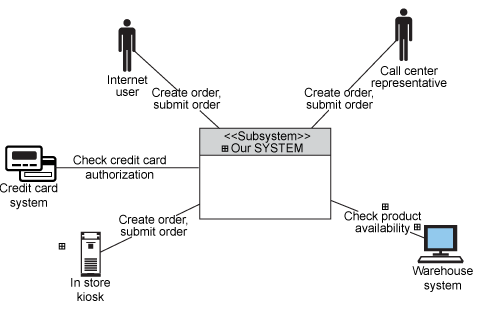 Internet
user
Call center
representative
Create order,
submit order
Create order,
submit order
<<Subsystem>>
Our SYSTEM
Check credit card
authorization
Credit card
system
Create order,
submit order
Check product
availability
In store
kiosk
Warehouse
system